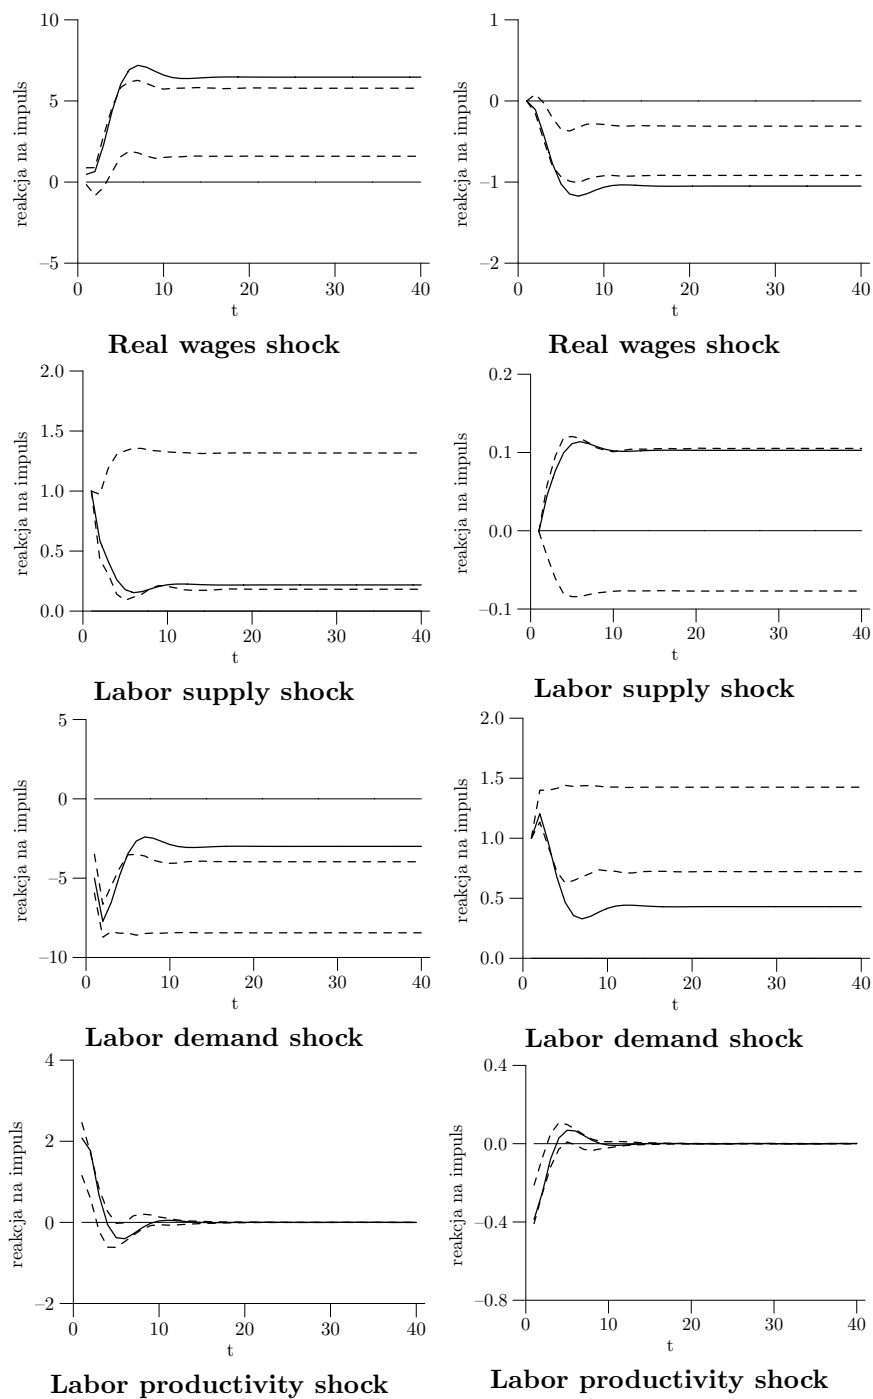 10
5
0
−5
0 10 20 30 40
t
reakcja na impuls
Real wages shock
1
0
−1
−2
0 10 20 30 40
t
reakcja na impuls
Real wages shock
2.0
1.5
1.0
0.5
0.0
0 10 20 30 40
t
reakcja na impuls
Labor supply shock
0.2
0.1
0.0
−0.1
0 10 20 30 40
t
reakcja na impuls
Labor supply shock
5
0
−5
−10
0 10 20 30 40
t
reakcja na impuls
Labor demand shock
2.0
1.5
1.0
0.5
0.0
0 10 20 30 40
t
reakcja na impuls
Labor demand shock
4
2
0
−2
0 10 20 30 40
t
reakcja na impuls
Labor productivity shock
0.4
0.0
−0.4
−0.8
0 10 20 30 40
t
reakcja na impuls
Labor productivity shock